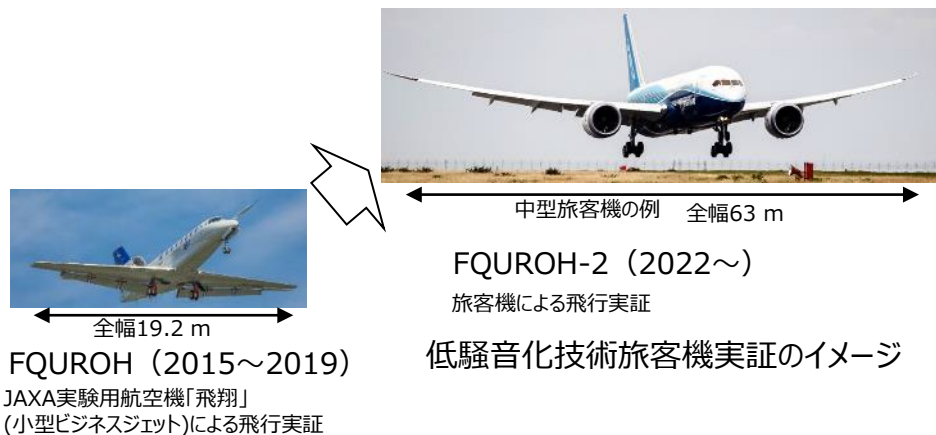 中型旅客機の例 全幅63 m
FQUROH-2（2022～）
旅客機による飛行実証
低騒音化技術旅客機実証のイメージ
全幅19.2 m
FQUROH（2015～2019）
JAXA実験用航空機「飛翔」
(小型ビジネスジェット)による飛行実証